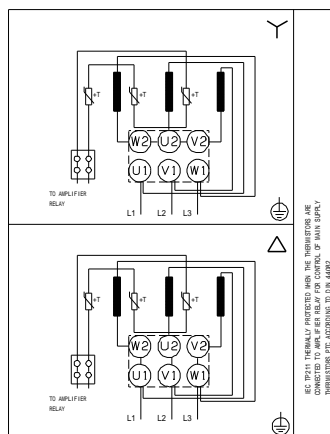 +T
+T
+T
W2 U2 V2
U1 V1 W1
TO AMPLIFIER
RELAY
L1 L2 L3
+T
+T
+T
W2 U2 V2
U1 V1 W1
TO AMPLIFIER
RELAY
L1 L2 L3
IEC TP211 THERMALLY PROTECTED WHEN THE THERMISTORS ARE
CONNECTED TO AMPLIFIER RELAY FOR CONTROL OF MAIN SUPPLY
THERMISTORS PTC ACCORDING TO DIN 44082